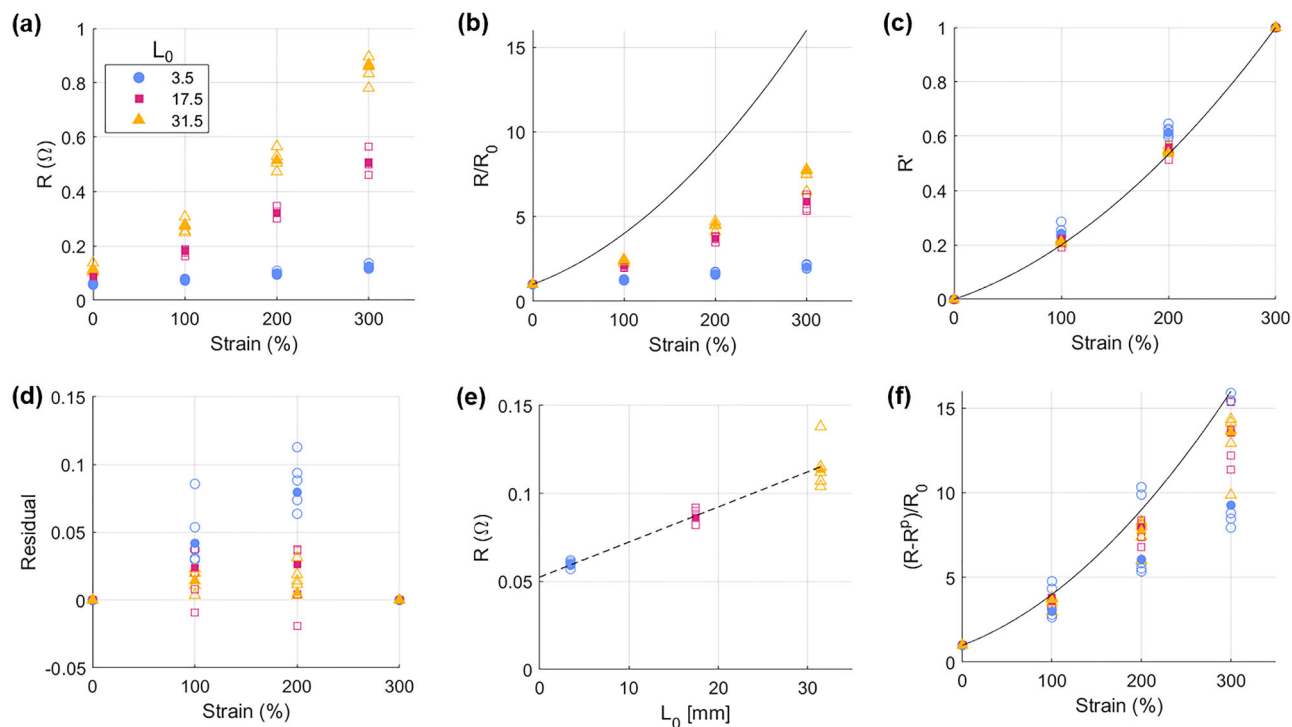 (a)
L0
3.5
17.5
31.5
R (Ω)
1
0.8
0.6
0.4
0.2
0
0 100 200 300
Strain (%)
(b)
R/R0
15
10
5
0
0 100 200 300
Strain (%)
(c)
R'
1
0.8
0.6
0.4
0.2
0
0 100 200 300
Strain (%)
(d)
Residual
0.15
0.1
0.05
0
-0.05
0 100 200 300
Strain (%)
(e)
R (Ω)
0.15
0.1
0.05
0
0 10 20 30
L0 [mm]
(f)
(R-R^p)/R0
15
10
5
0
0 100 200 300
Strain (%)